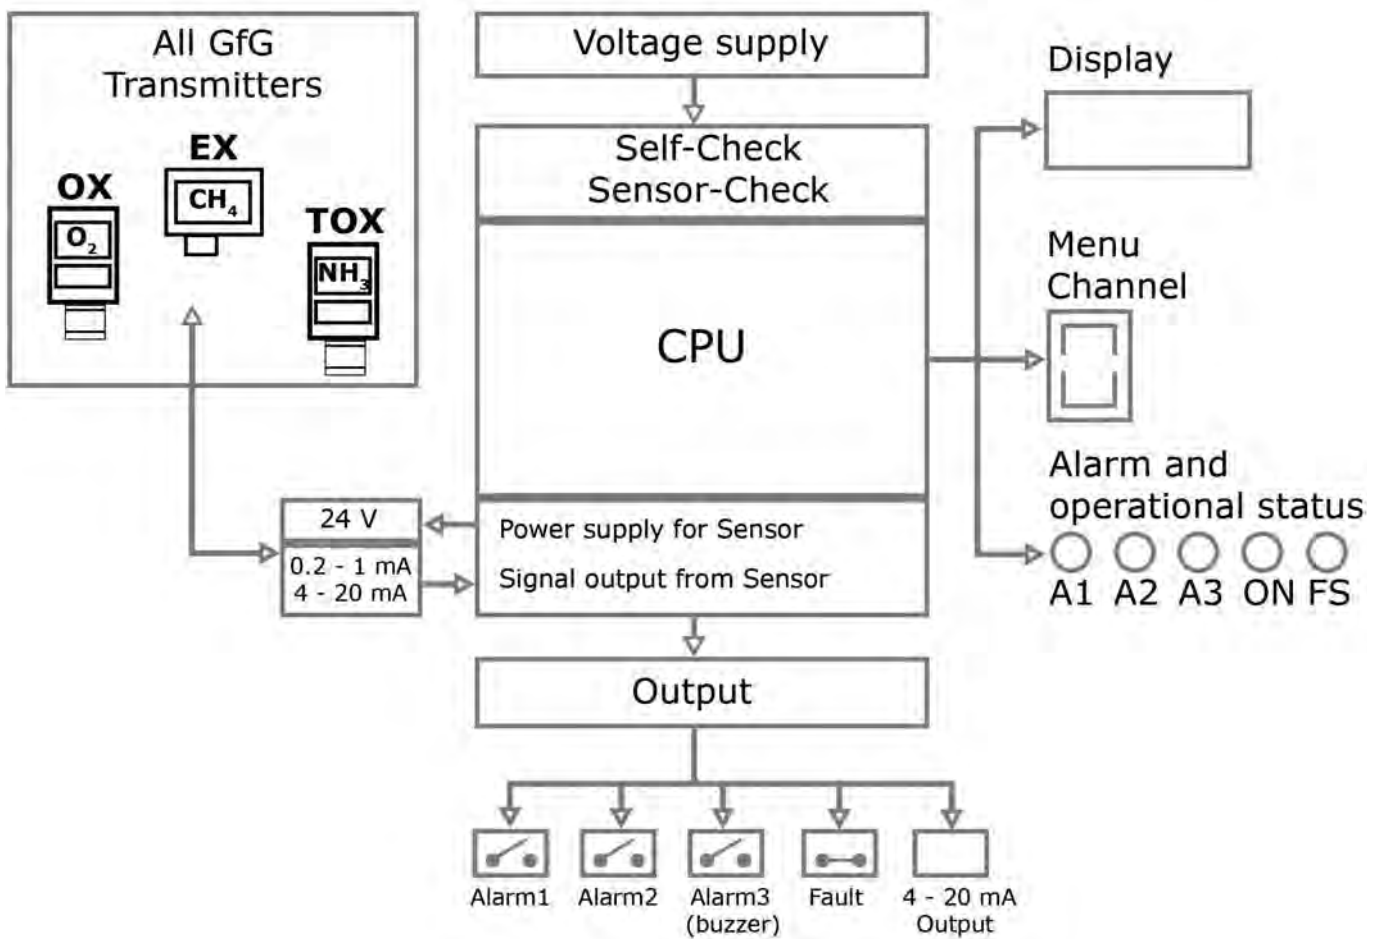 All GfG
Transmitters
EX
CH4
OX
O2
TOX
NH3
Voltage supply
Self-Check
Sensor-Check
CPU
24 V
0.2 - 1 mA
4 - 20 mA
Power supply for Sensor
Signal output from Sensor
Display
Menu
Channel
Alarm and
operational status
A1 A2 A3 ON FS
Output
Alarm1
Alarm2
Alarm3
(buzzer)
Fault
4 - 20 mA
Output